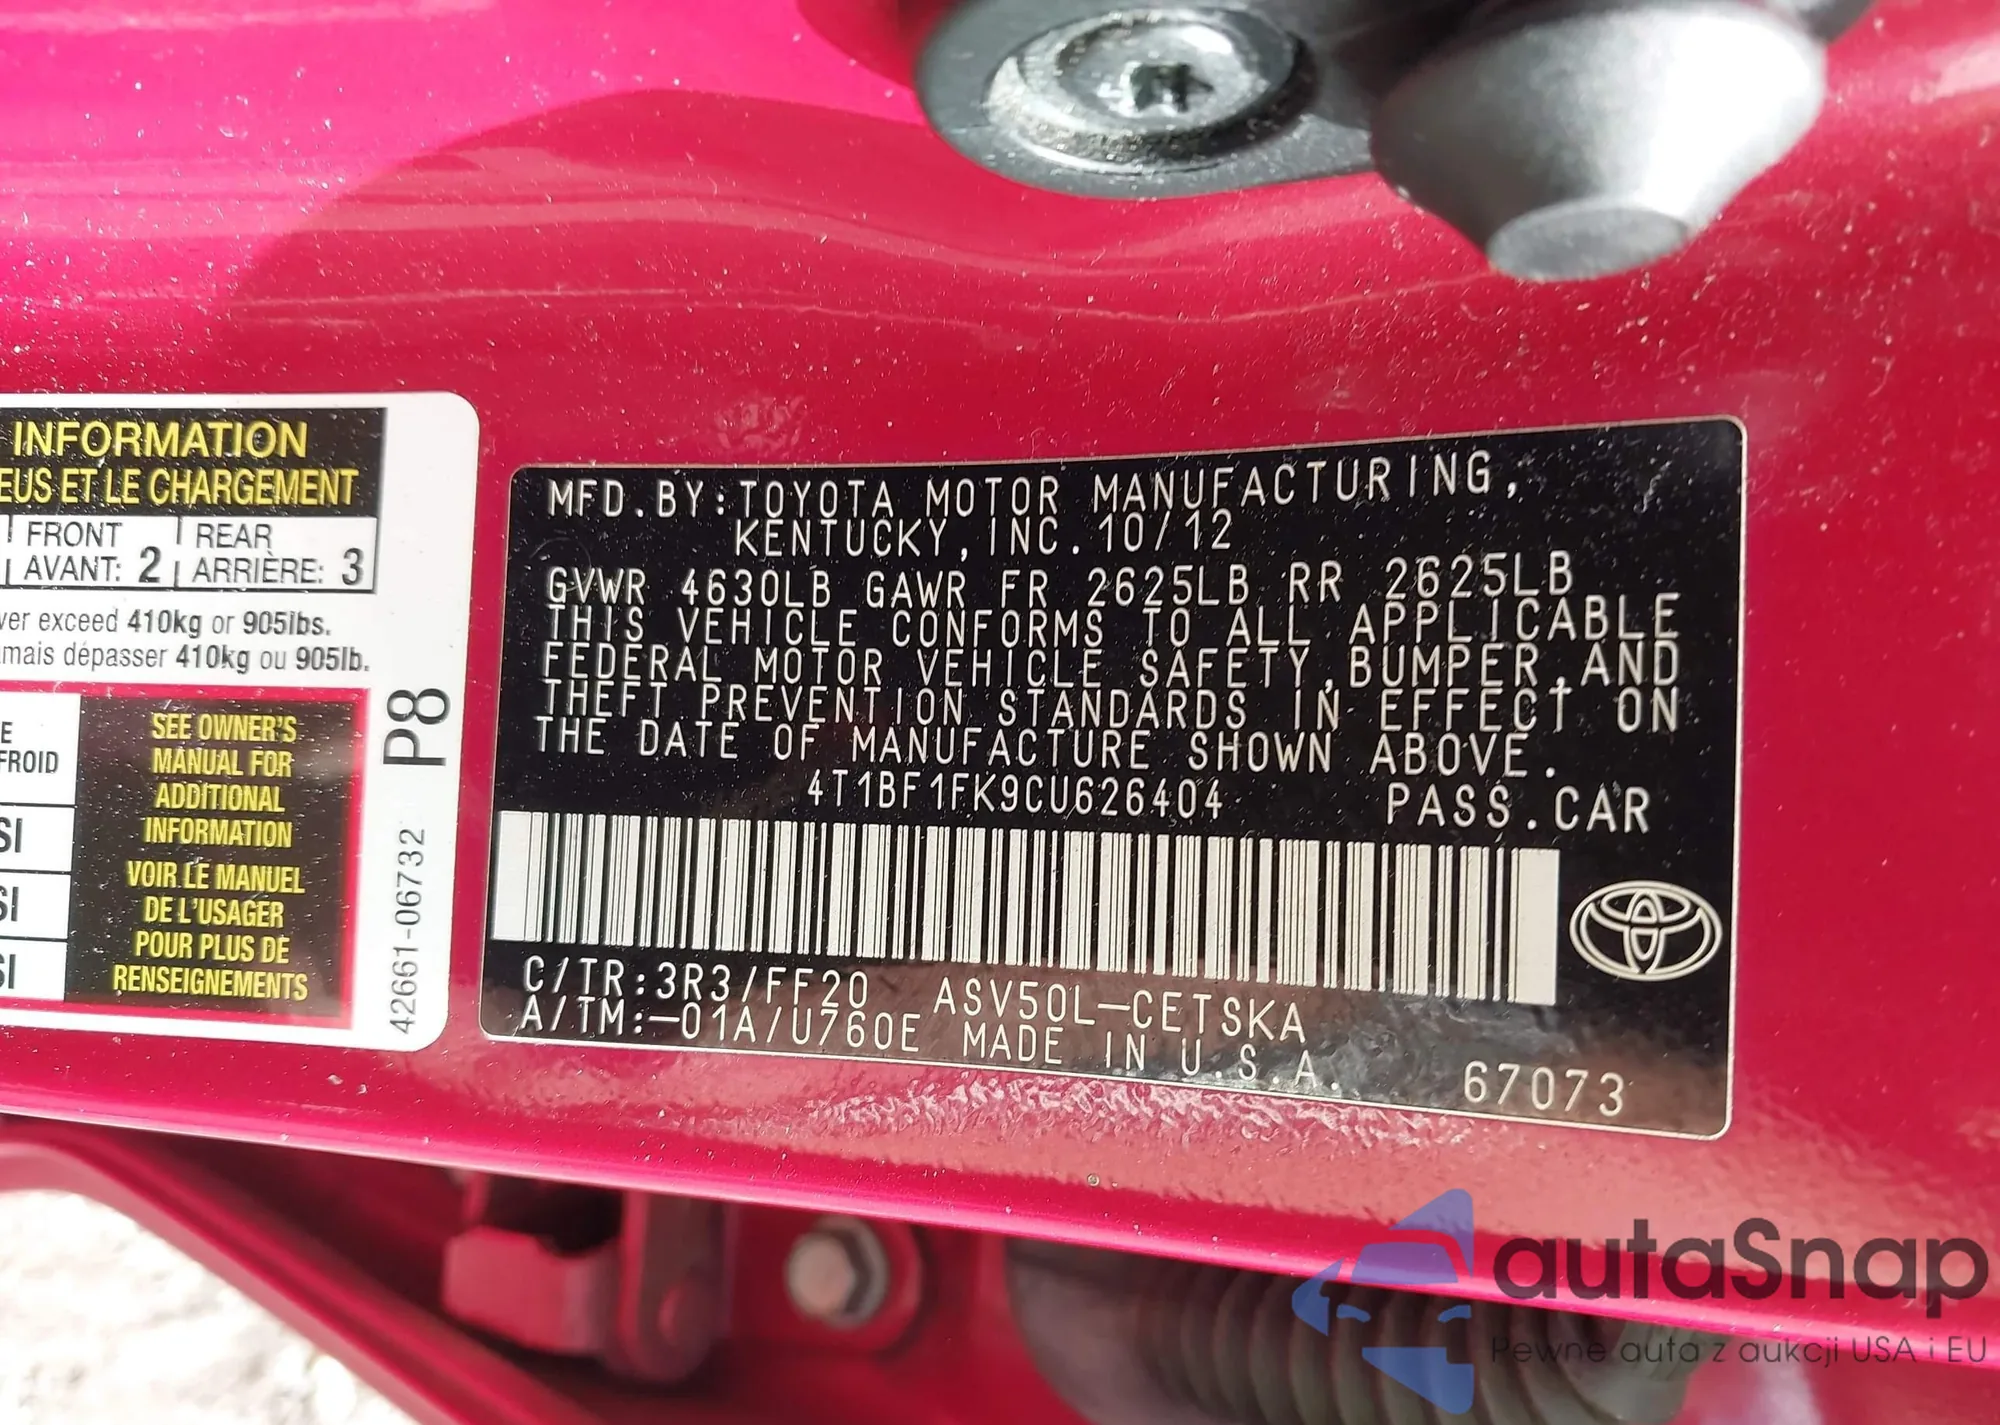 INFORMATION
EUS ET LE CHARGEMENT
FRONT REAR
AVANT: 2 ARRIÈRE: 3
ver exceed 410kg or 905lbs.
mais dépasser 410kg ou 905lb.
E
FROID
SI
SI
SI
SEE OWNER'S
MANUAL FOR
ADDITIONAL
INFORMATION
VOIR LE MANUEL
DE L'USAGER
POUR PLUS DE
RENSEIGNEMENTS
P8
42661-06732
MFD.BY:TOYOTA MOTOR MANUFACTURING,
KENTUCKY,INC.10/12
GVWR 4630LB GAWR FR 2625LB RR 2625LB
THIS VEHICLE CONFORMS TO ALL APPLICABLE
FEDERAL MOTOR VEHICLE SAFETY,BUMPER,AND
THEFT PREVENTION STANDARDS IN EFFECT ON
THE DATE OF MANUFACTURE SHOWN ABOVE.
4T1BF1FK9CU626404 PASS.CAR
C/TR:3R3/FF20 ASV50L-CETSKA
A/TM:-01A/U760E MADE IN U.S.A.
67073
autaSnap
Pewne auta z aukcji USA i EU